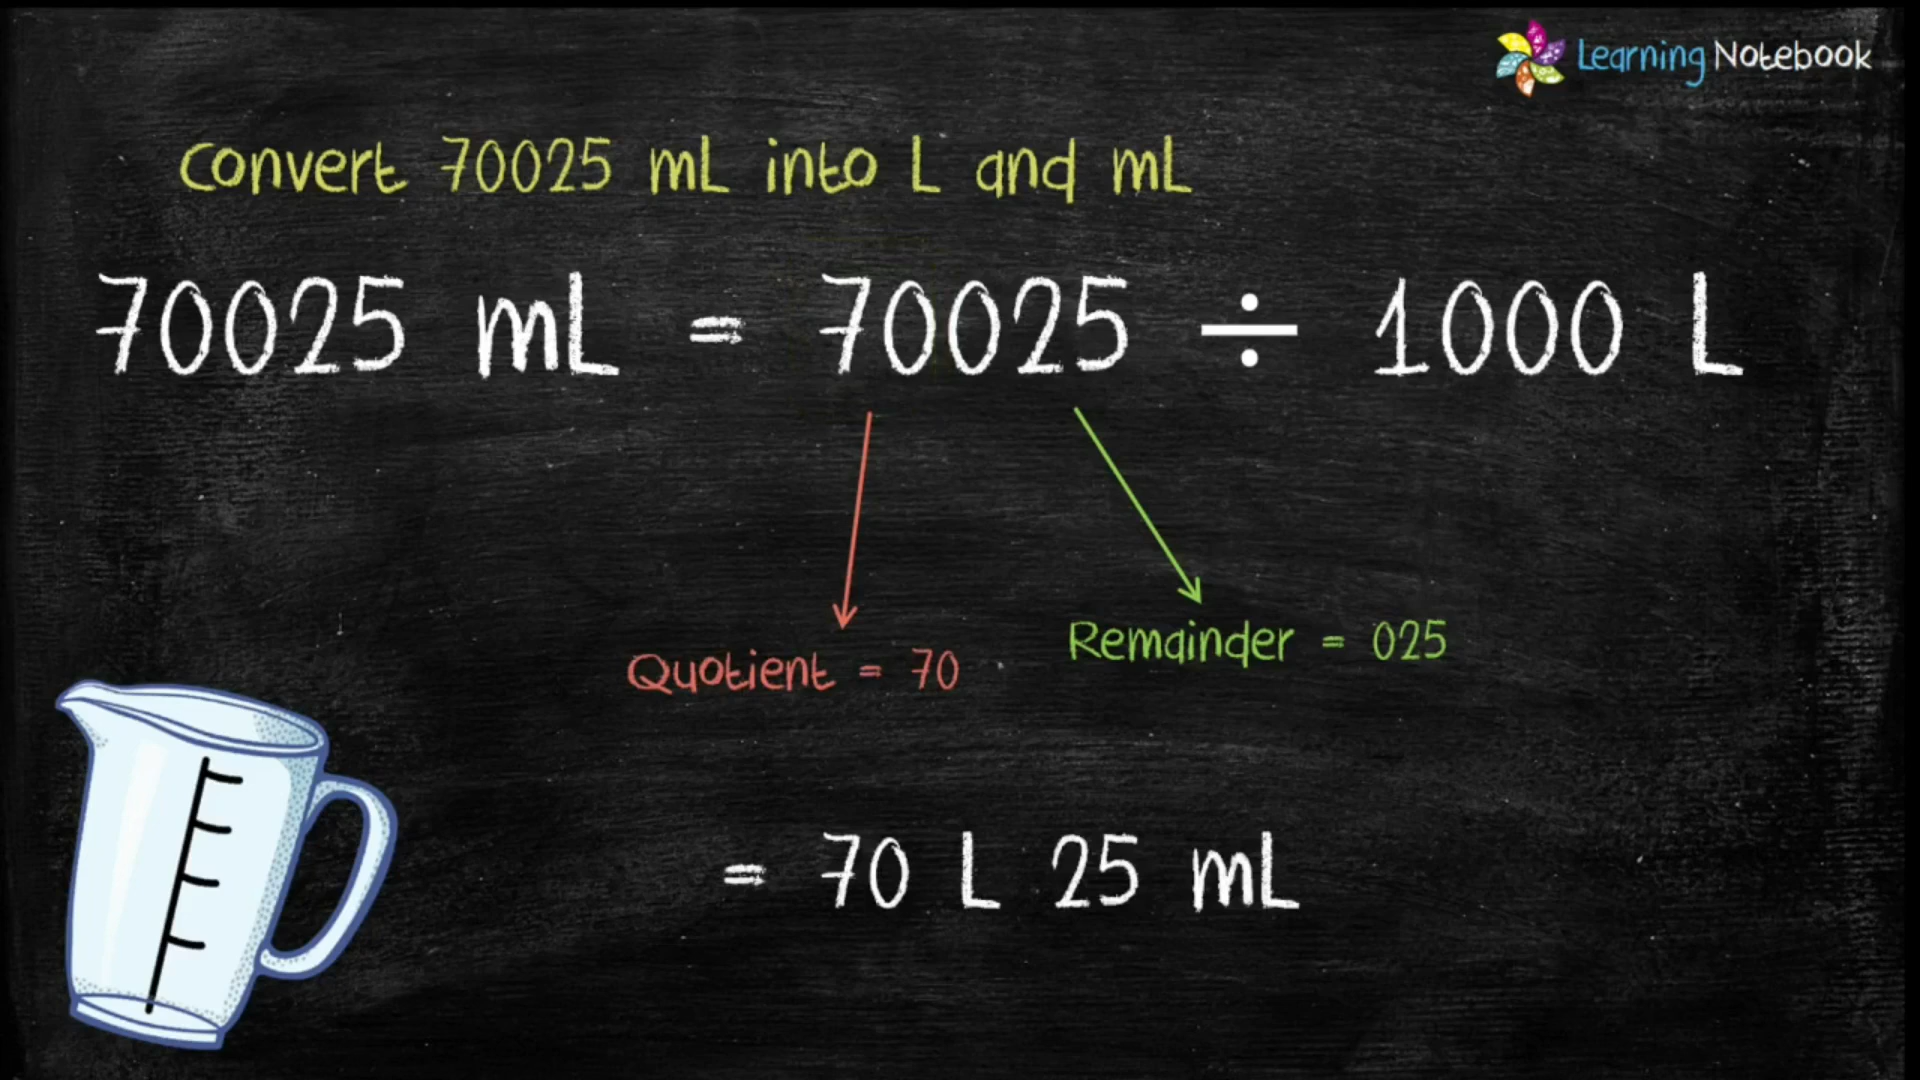 Learning Notebook
Convert 70025 mL into L and mL
70025 mL = 70025 ÷ 1000 L
Quotient = 70
Remainder = 025
= 70 L 25 mL